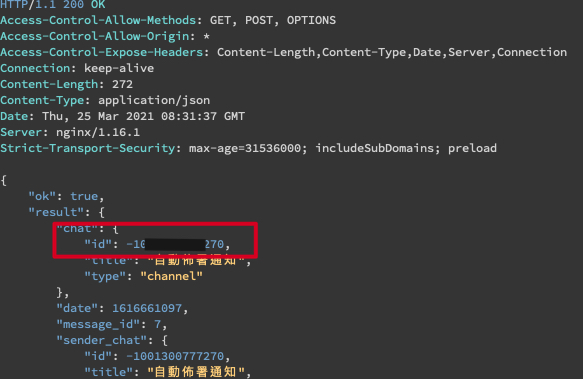 HTTP/1.1 200 OK
Access-Control-Allow-Methods: GET, POST, OPTIONS
Access-Control-Allow-Origin: *
Access-Control-Expose-Headers: Content-Length,Content-Type,Date,Server,Connection
Connection: keep-alive
Content-Length: 272
Content-Type: application/json
Date: Thu, 25 Mar 2021 08:31:37 GMT
Server: nginx/1.16.1
Strict-Transport-Security: max-age=31536000; includeSubDomains; preload
{
"ok": true,
"result": {
"chat": {
"id": -10 270,
"title": "自動佈署通知",
"type": "channel"
},
"date": 1616661097,
"message_id": 7,
"sender_chat": {
"id": -1001300777270,
"title": "自動佈署通知",